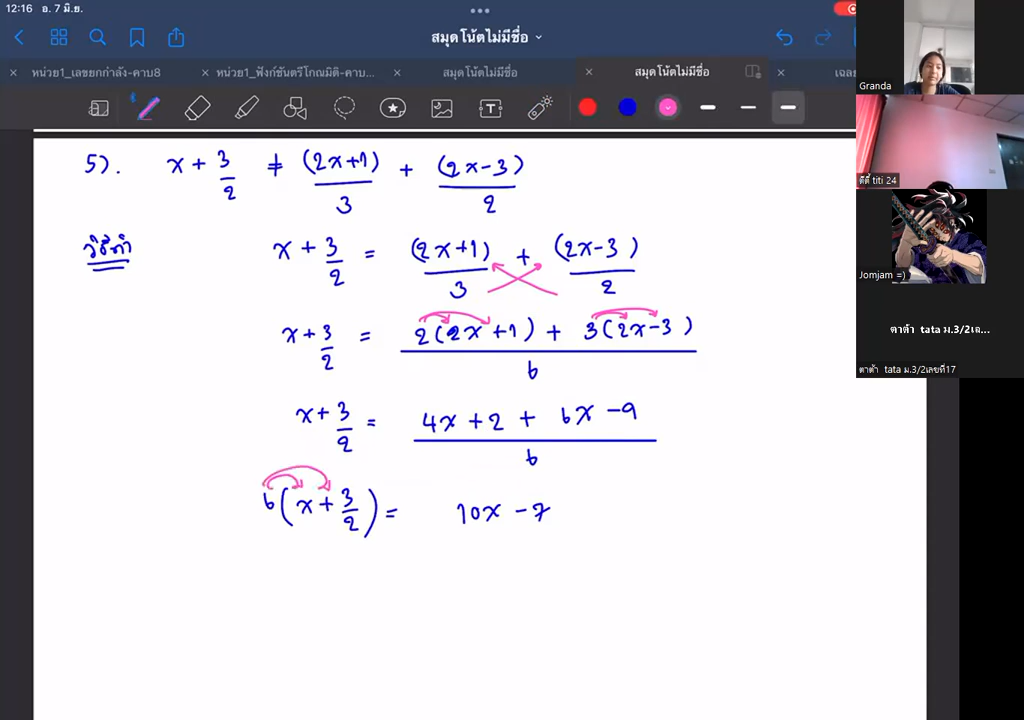 12:16 อ. 7 มิ.ย.
สมุดโน้ตไม่มีชื่อ
หน่วย1_เลขยกกำลัง-คาบ8
หน่วย1_ฟังก์ชันตรีโกณมิติ-คาบ...
สมุดโน้ตไม่มีชื่อ
สมุดโน้ตไม่มีชื่อ
เฉลย
Granda
ตีตี้ titi 24
Jomjam =)
ตาต้า tata ม.3/2เล...
ตาต้า tata ม.3/2เลขที่17
5). x + 3/2 ≠ (2x+1)/3 + (2x-3)/2
วิธีทำ x + 3/2 = (2x+1)/3 + (2x-3)/2
x + 3/2 = 2(2x+1) + 3(2x-3) / 6
x + 3/2 = 4x + 2 + 6x - 9 / 6
6(x + 3/2) = 10x - 7